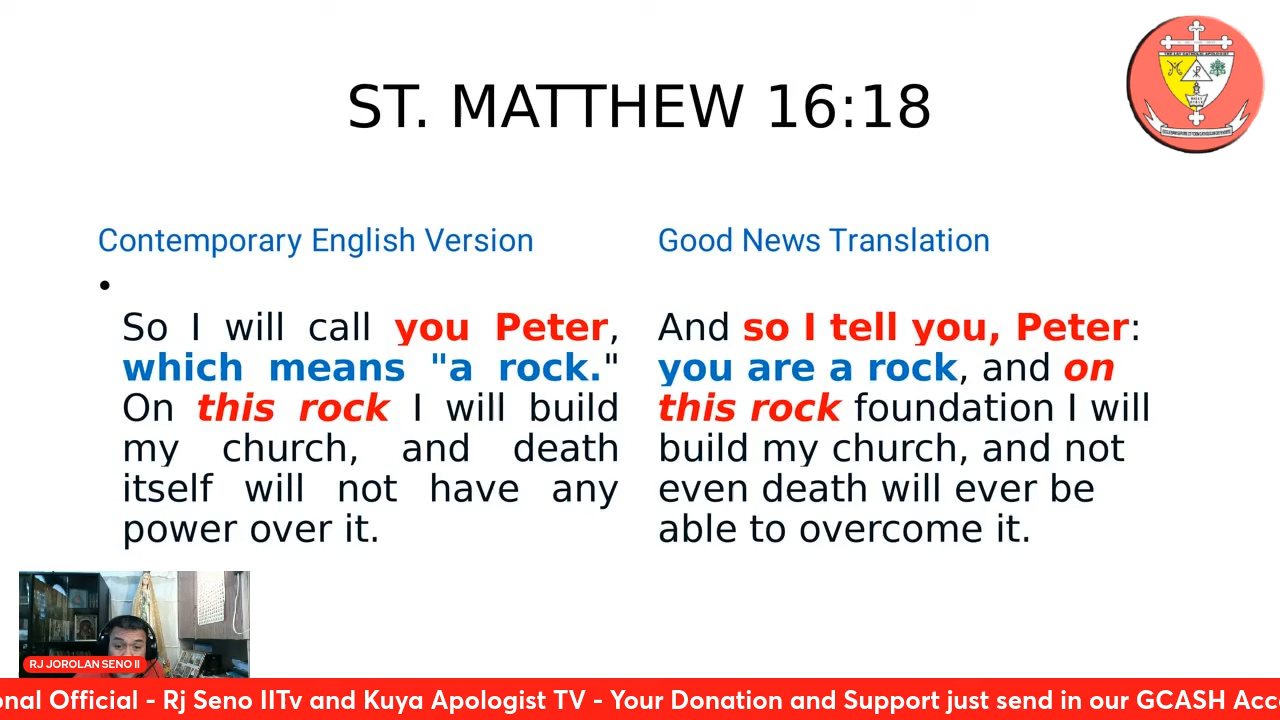 ST. MATTHEW 16:18
Contemporary English Version
So I will call you Peter,
which means "a rock."
On this rock I will build
my church, and death
itself will not have any
power over it.
Good News Translation
And so I tell you, Peter:
you are a rock, and on
this rock foundation I will
build my church, and not
even death will ever be
able to overcome it.
RJ JOROLAN SENO II
Official - Rj Seno IITv and Kuya Apologist TV - Your Donation and Support just send in our GCASH